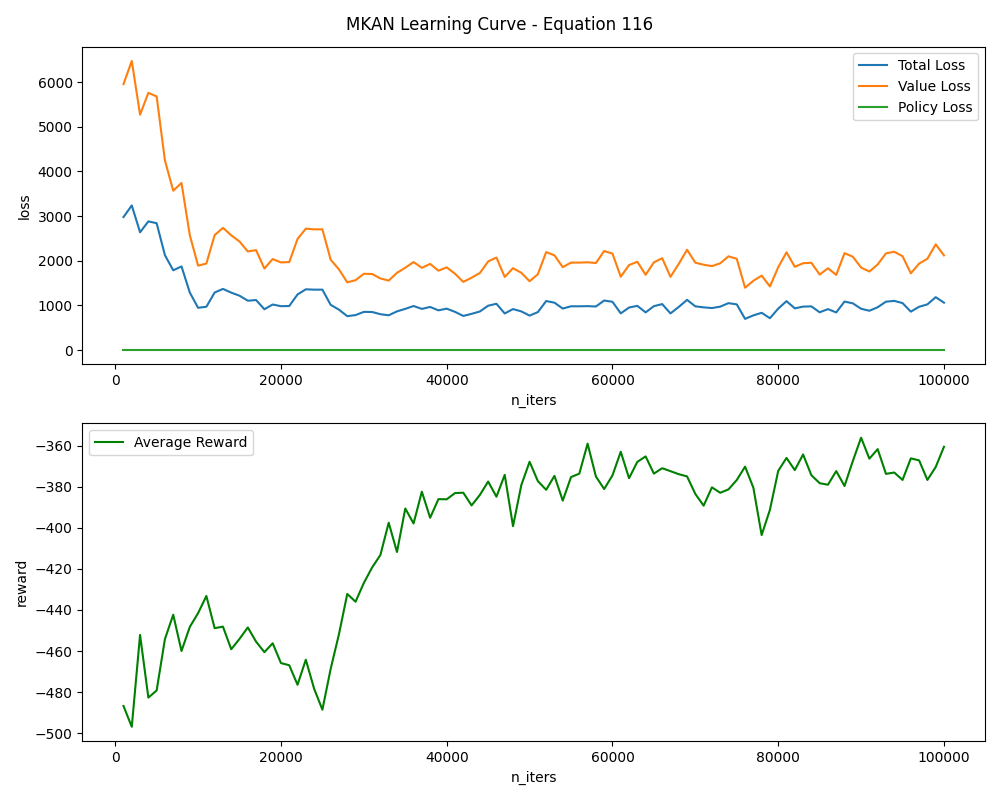 MKAN Learning Curve - Equation 116
Total Loss
Value Loss
Policy Loss
6000
5000
4000
3000
2000
1000
0
loss
0 20000 40000 60000 80000 100000
n_iters
Average Reward
−360
−380
−400
−420
−440
−460
−480
−500
reward
0 20000 40000 60000 80000 100000
n_iters